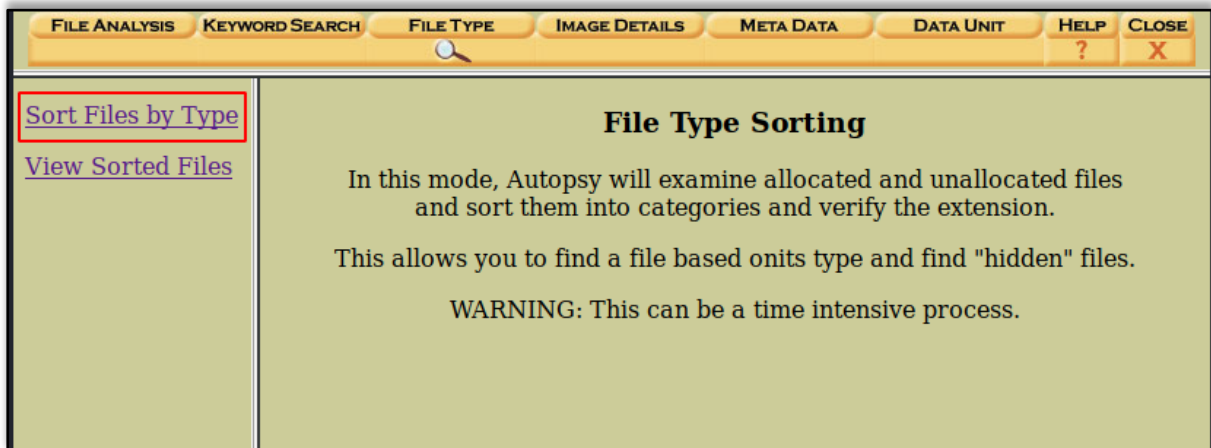 FILE ANALYSIS KEYWORD SEARCH FILE TYPE IMAGE DETAILS META DATA DATA UNIT HELP CLOSE
? X
Sort Files by Type
View Sorted Files
File Type Sorting
In this mode, Autopsy will examine allocated and unallocated files
and sort them into categories and verify the extension.
This allows you to find a file based onits type and find "hidden" files.
WARNING: This can be a time intensive process.